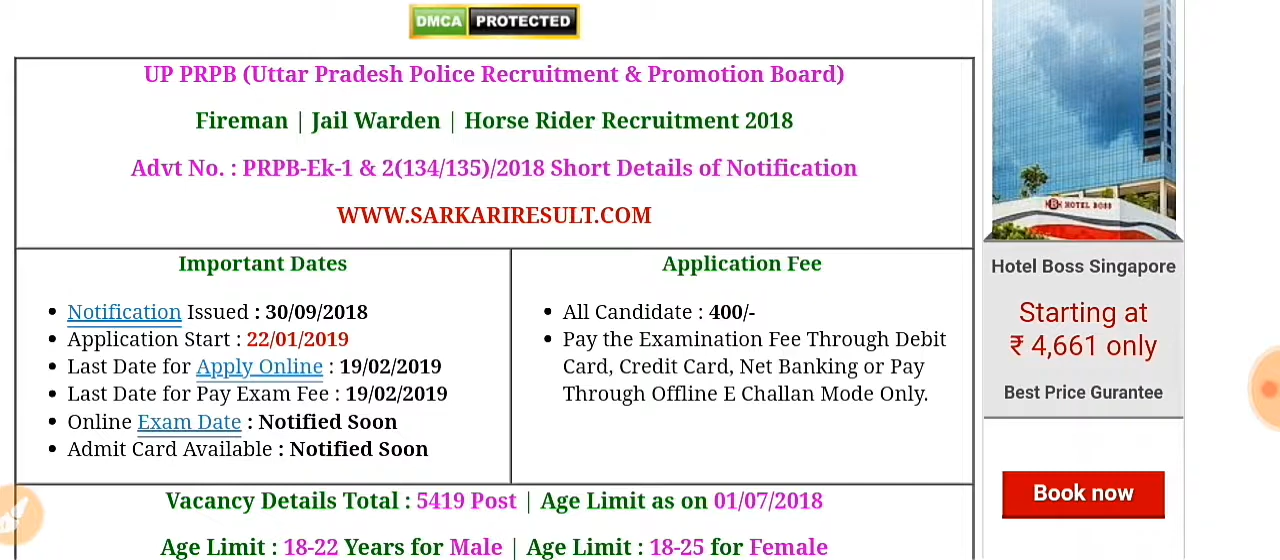 DMCA PROTECTED
UP PRPB (Uttar Pradesh Police Recruitment & Promotion Board)
Fireman | Jail Warden | Horse Rider Recruitment 2018
Advt No. : PRPB-Ek-1 & 2(134/135)/2018 Short Details of Notification
WWW.SARKARIRESULT.COM
Important Dates
Notification Issued : 30/09/2018
Application Start : 22/01/2019
Last Date for Apply Online : 19/02/2019
Last Date for Pay Exam Fee : 19/02/2019
Online Exam Date : Notified Soon
Admit Card Available : Notified Soon
Application Fee
All Candidate : 400/-
Pay the Examination Fee Through Debit
Card, Credit Card, Net Banking or Pay
Through Offline E Challan Mode Only.
Vacancy Details Total : 5419 Post | Age Limit as on 01/07/2018
Age Limit : 18-22 Years for Male | Age Limit : 18-25 for Female
HOTEL BOSS
Hotel Boss Singapore
Starting at
₹ 4,661 only
Best Price Gurantee
Book now